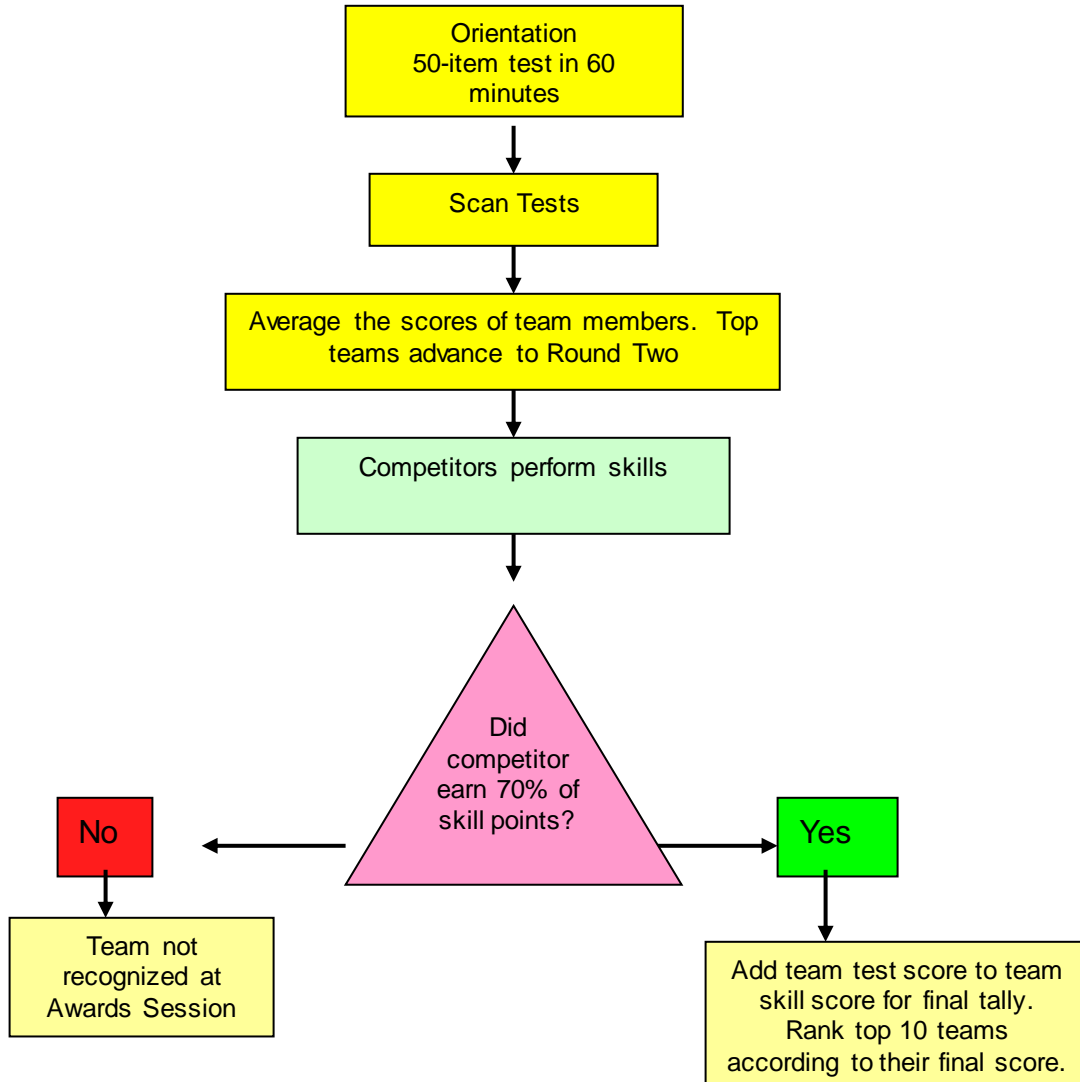 Orientation
50-item test in 60
minutes
Scan Tests
Average the scores of team members. Top
teams advance to Round Two
Competitors perform skills
Did
competitor
earn 70% of
skill points?
No
Yes
Team not
recognized at
Awards Session
Add team test score to team
skill score for final tally.
Rank top 10 teams
according to their final score.